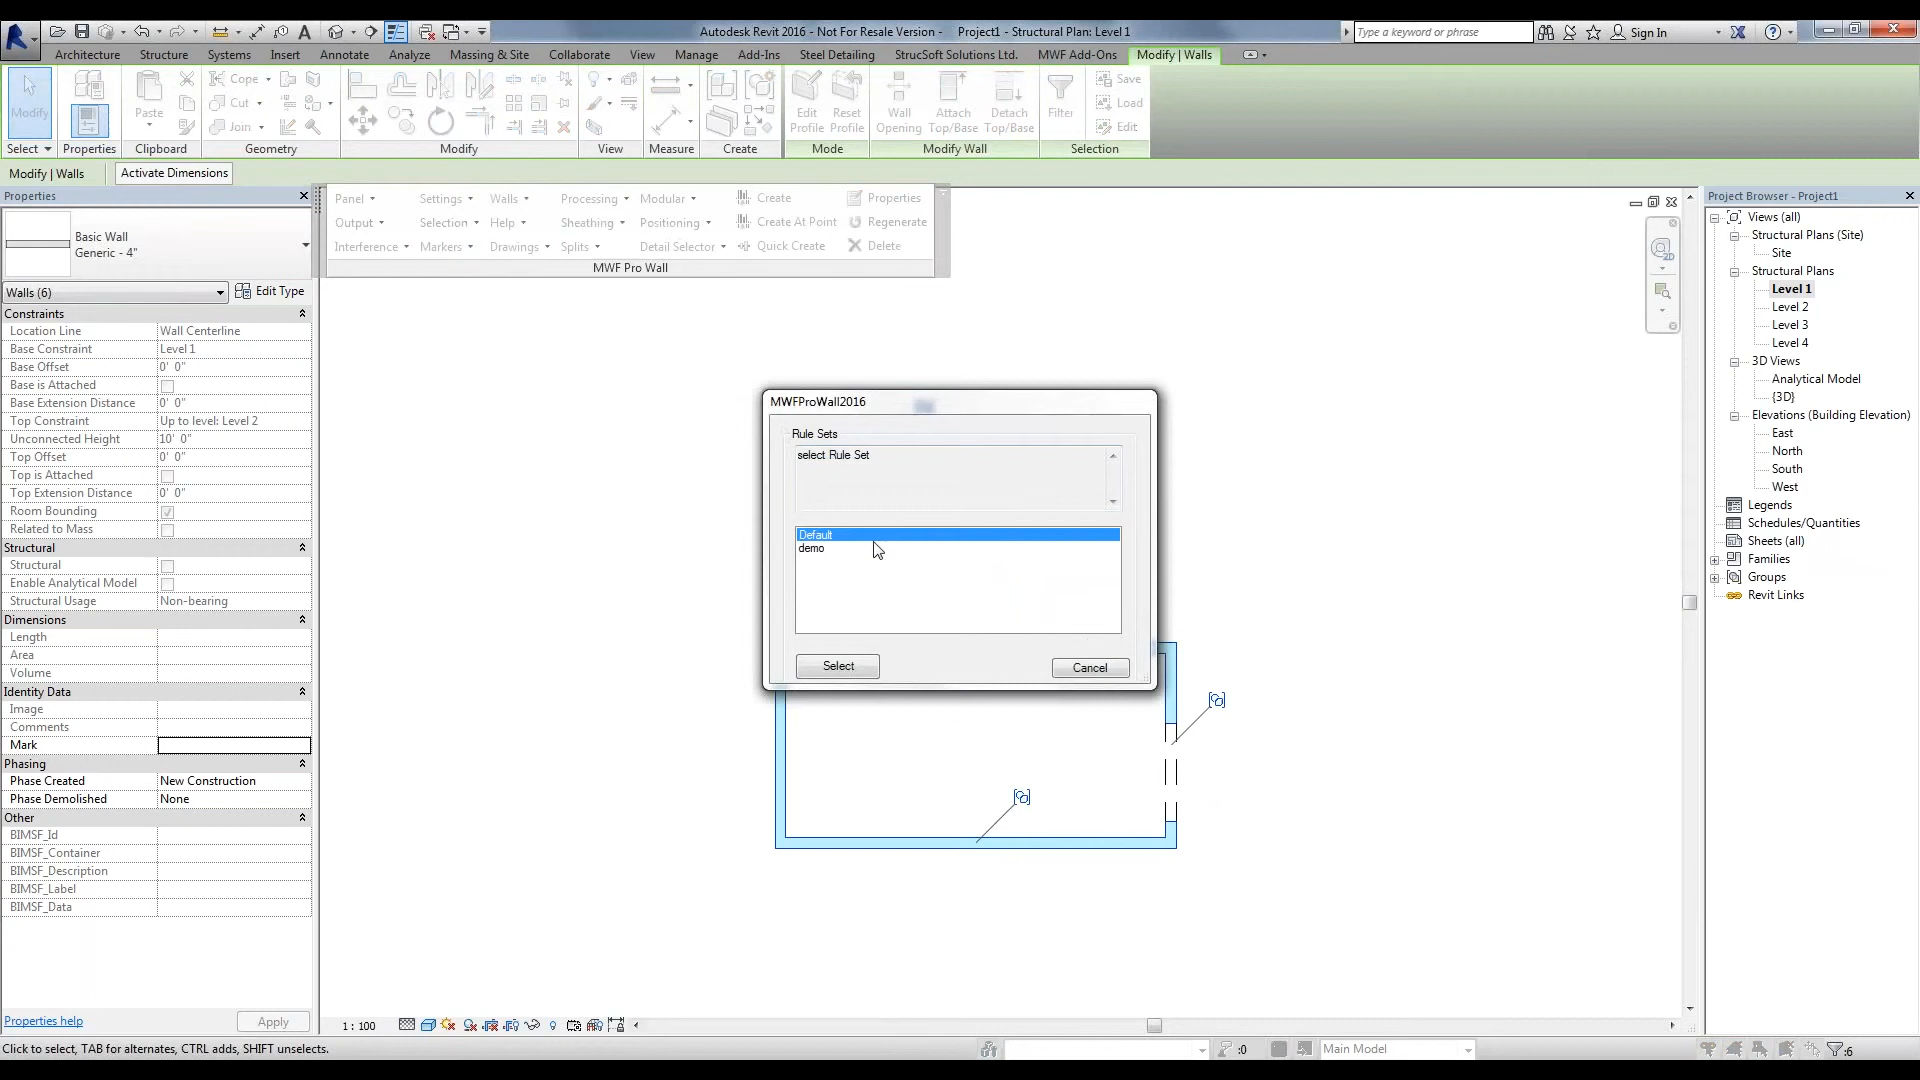 Autodesk Revit 2016 - Not For Resale Version - Project1 - Structural Plan: Level 1
Type a keyword or phrase
Sign In
Architecture Structure Systems Insert Annotate Analyze Massing & Site Collaborate View Manage Add-Ins Steel Detailing StrucSoft Solutions Ltd. MWF Add-Ons Modify | Walls
Modify
Paste
Cope
Cut
Join
Edit Profile
Reset Profile
Wall Opening
Attach Top/Base
Detach Top/Base
Filter
Save
Load
Edit
Select Properties Clipboard Geometry Modify View Measure Create Mode Modify Wall Selection
Modify | Walls
Activate Dimensions
Properties
Basic Wall
Generic - 4"
Walls (6)
Edit Type
Constraints
Location Line Wall Centerline
Base Constraint Level 1
Base Offset 0' 0"
Base is Attached
Base Extension Distance 0' 0"
Top Constraint Up to level: Level 2
Unconnected Height 10' 0"
Top Offset 0' 0"
Top is Attached
Top Extension Distance 0' 0"
Room Bounding
Related to Mass
Structural
Structural
Enable Analytical Model
Structural Usage Non-bearing
Dimensions
Length
Area
Volume
Identity Data
Image
Comments
Mark
Phasing
Phase Created New Construction
Phase Demolished None
Other
BIMSF_Id
BIMSF_Container
BIMSF_Description
BIMSF_Label
BIMSF_Data
Properties help
Apply
Panel Settings Walls Processing Modular Create Properties
Output Selection Help Sheathing Positioning Create At Point Regenerate
Interference Markers Drawings Splits Detail Selector Quick Create Delete
MWF Pro Wall
2D
MWFProWall2016
Rule Sets
select Rule Set
Default
demo
Select
Cancel
Project Browser - Project1
Views (all)
Structural Plans (Site)
Site
Structural Plans
Level 1
Level 2
Level 3
Level 4
3D Views
Analytical Model
{3D}
Elevations (Building Elevation)
East
North
South
West
Legends
Schedules/Quantities
Sheets (all)
Families
Groups
Revit Links
1 : 100
Click to select, TAB for alternates, CTRL adds, SHIFT unselects.
:0
Main Model
:6